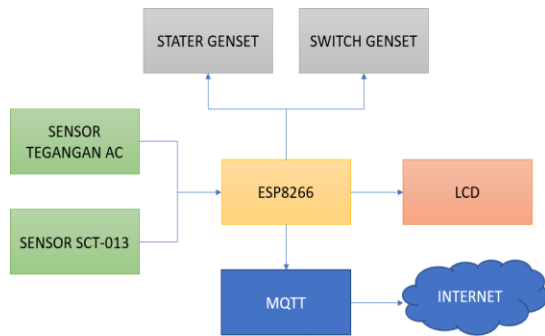 STATER GENSET
SWITCH GENSET
SENSOR
TEGANGAN AC
ESP8266
LCD
SENSOR SCT-013
MQTT
INTERNET